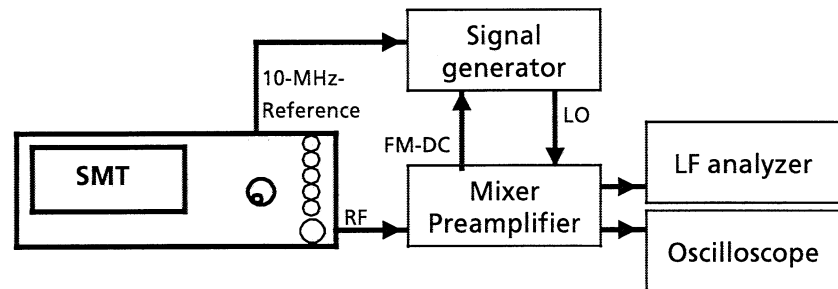 Signal
generator
10-MHz-
Reference
FM-DC
LO
SMT
RF
Mixer
Preamplifier
LF analyzer
Oscilloscope